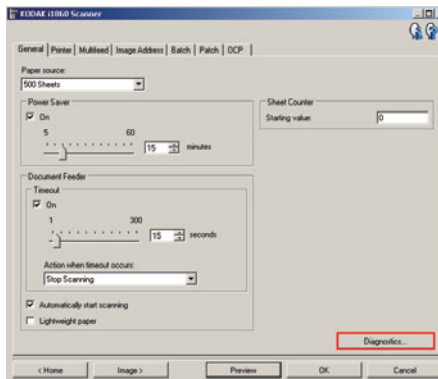 KODAK i1860 Scanner
General Printer Multifeed Image Address Batch Patch OCP
Paper source:
500 Sheets
Power Saver
On
5 60
15 minutes
Sheet Counter
Starting value: 0
Document Feeder
Timeout
On
1 300
15 seconds
Action when timeout occurs:
Stop Scanning
Automatically start scanning
Lightweight paper
Diagnostics...
< Home Image > Preview OK Cancel